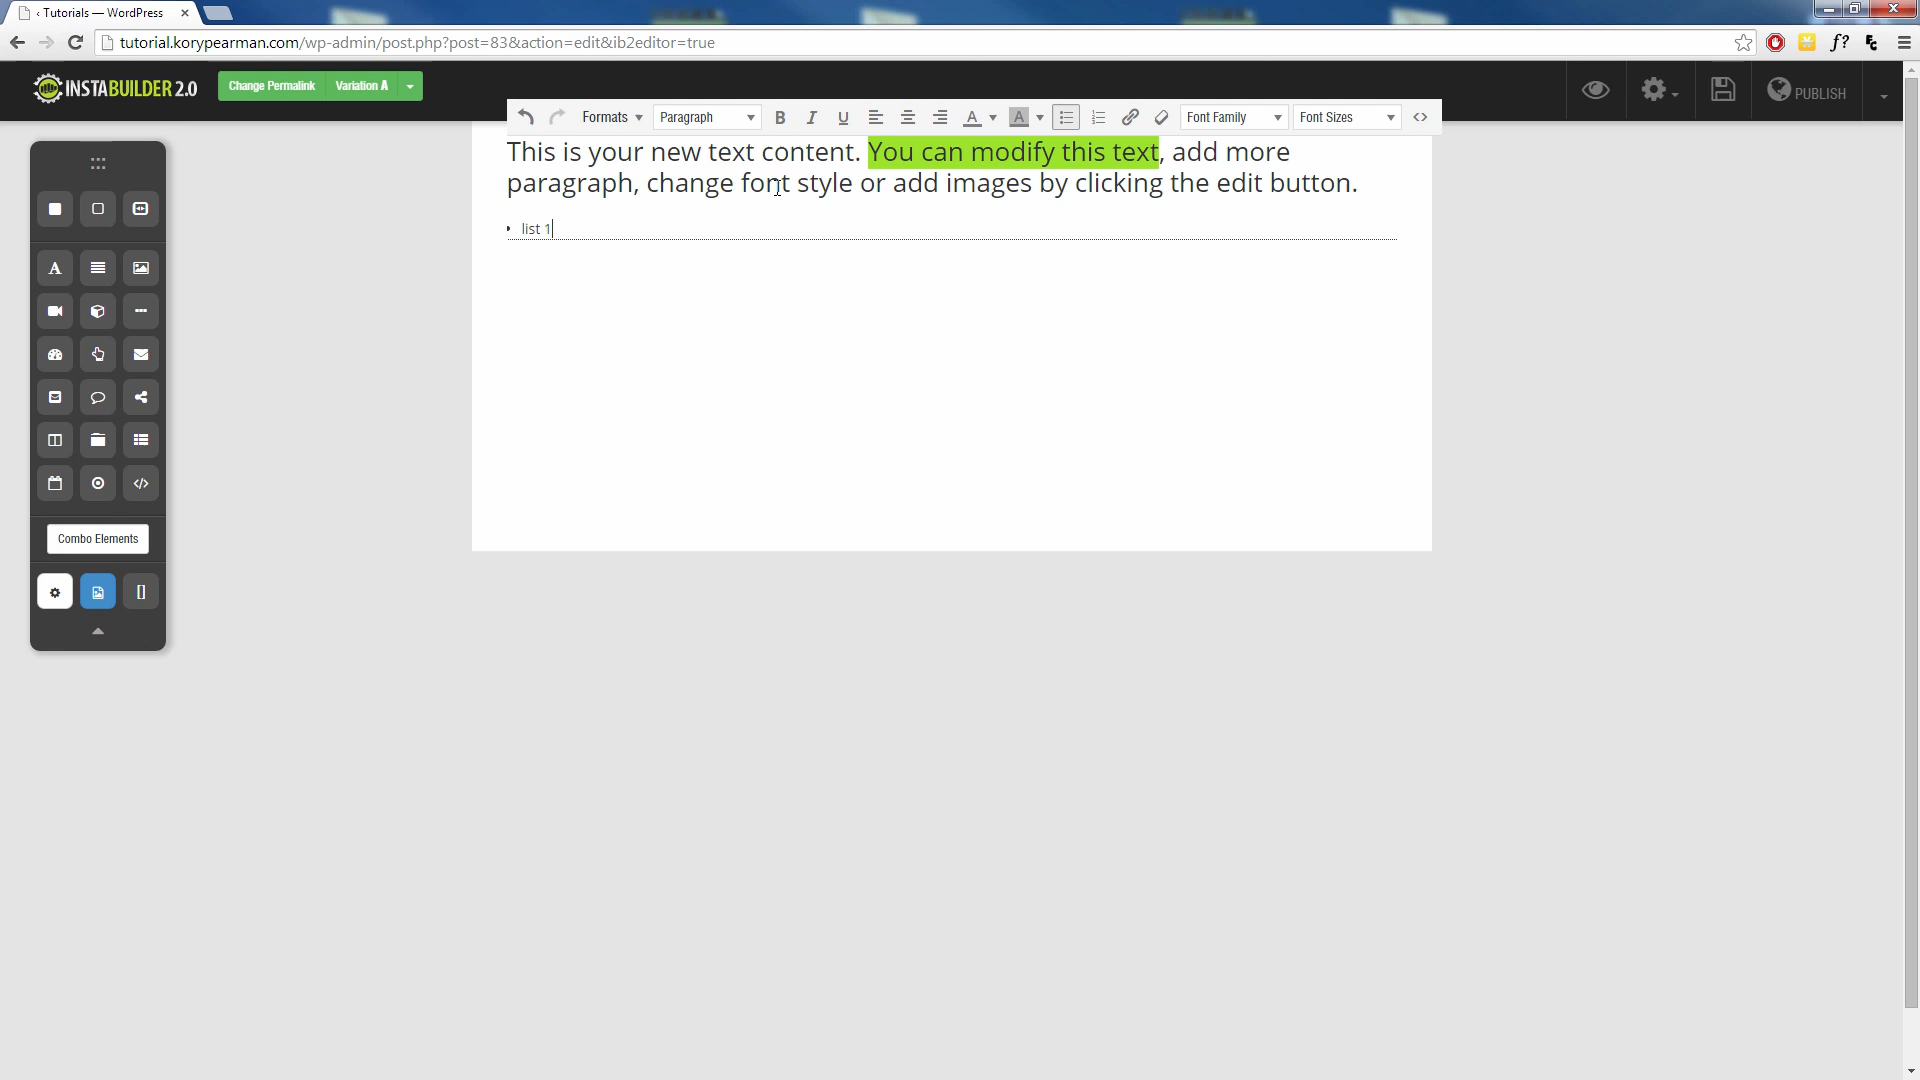 ‹ Tutorials — WordPress
tutorial.korypearman.com/wp-admin/post.php?post=83&action=edit&ib2editor=true
INSTABUILDER 2.0
Change Permalink
Variation A
PUBLISH
Formats
Paragraph
B I U A A
Font Family
Font Sizes
This is your new text content. You can modify this text, add more
paragraph, change font style or add images by clicking the edit button.
list 1
A
Combo Elements